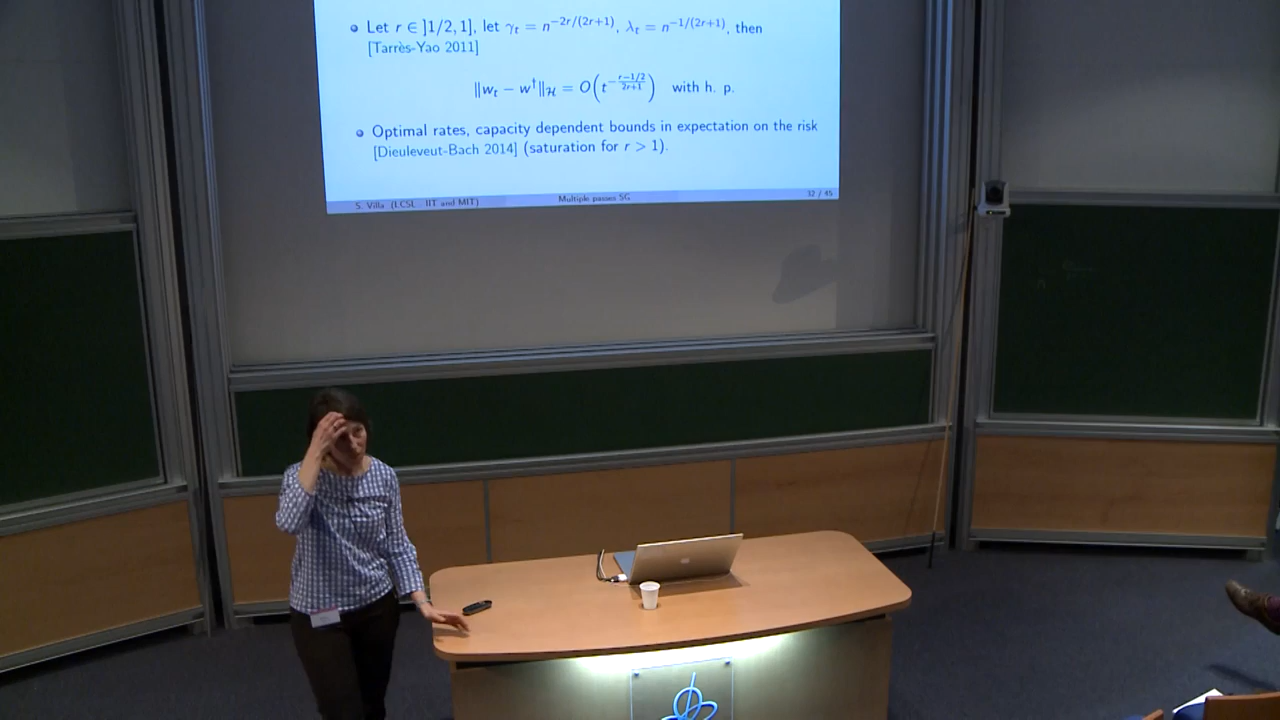 Let r ∈ ]1/2, 1], let γ_t = n^{-2r/(2r+1)}, λ_t = n^{-1/(2r+1)}, then
[Tarrès-Yao 2011]
‖w_t − w^†‖_ℋ = O(t^{-\frac{r-1/2}{2r+1}}) with h. p.
Optimal rates, capacity dependent bounds in expectation on the risk
[Dieuleveut-Bach 2014] (saturation for r > 1).
S. Villa (LCSL IIT and MIT) Multiple passes SG 32 / 45